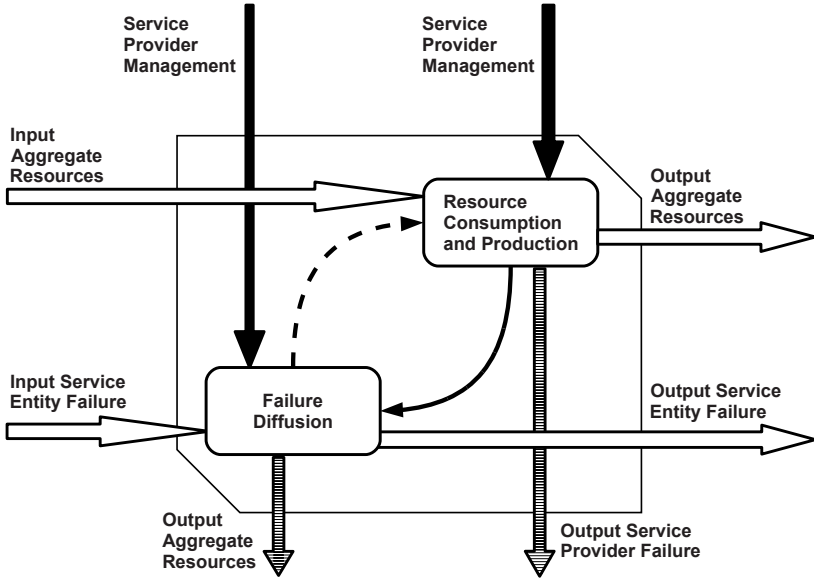 Service
Provider
Management
Service
Provider
Management
Input
Aggregate
Resources
Resource
Consumption
and Production
Output
Aggregate
Resources
Input Service
Entity Failure
Failure
Diffusion
Output Service
Entity Failure
Output
Aggregate
Resources
Output Service
Provider Failure